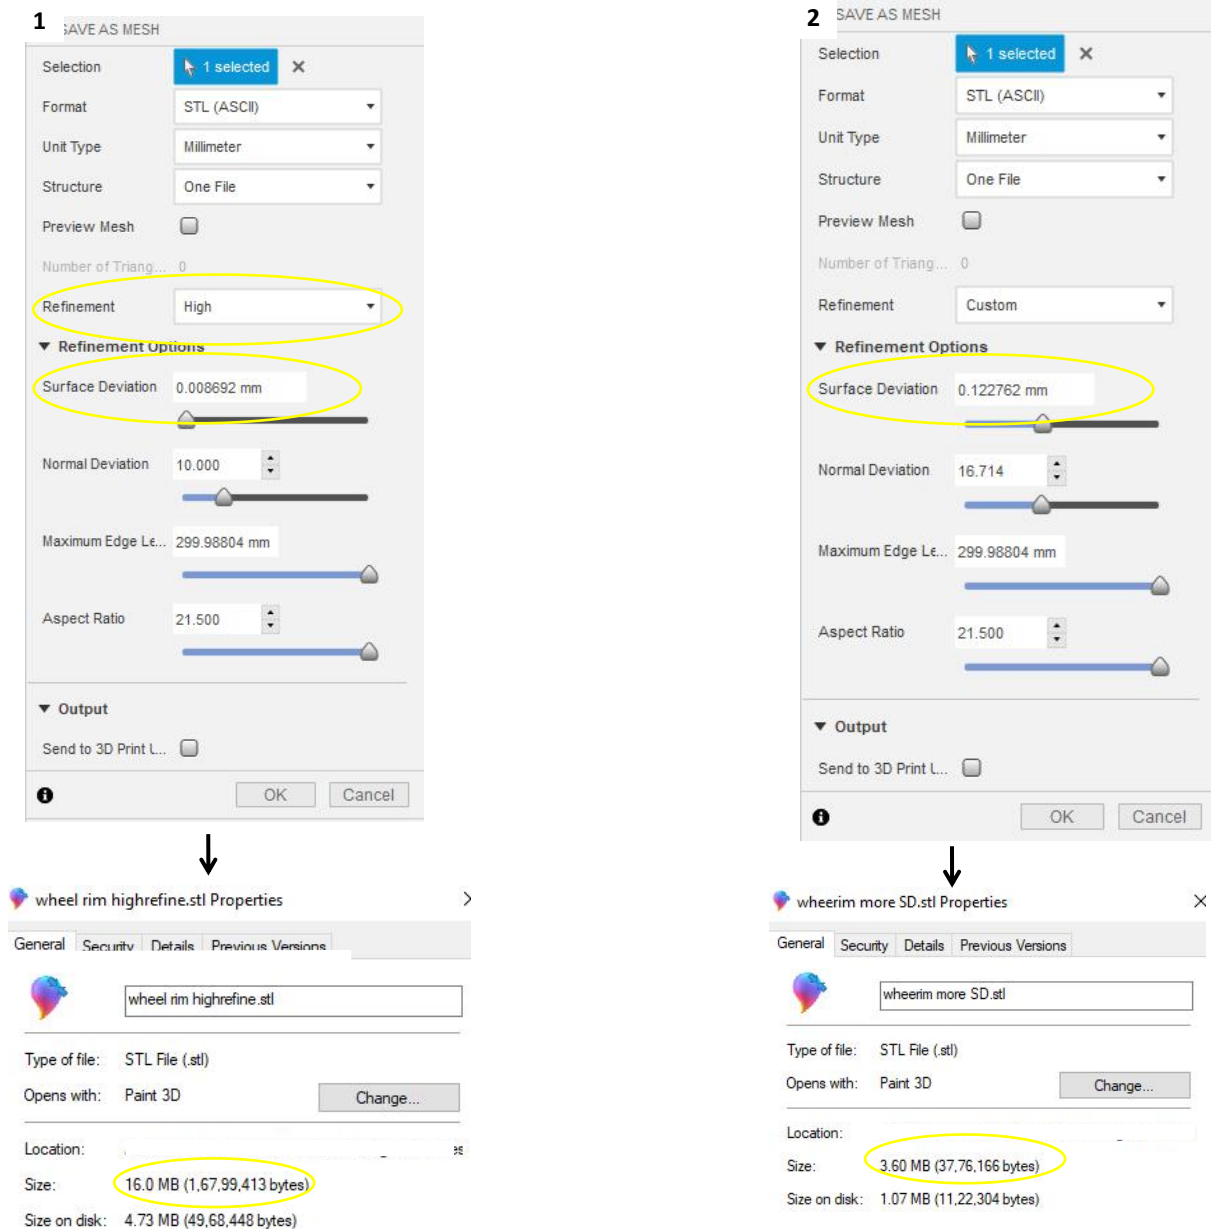 1
SAVE AS MESH
Selection 1 selected
Format STL (ASCII)
Unit Type Millimeter
Structure One File
Preview Mesh
Number of Triang... 0
Refinement High
Refinement Options
Surface Deviation 0.008692 mm
Normal Deviation 10.000
Maximum Edge Le... 299.98804 mm
Aspect Ratio 21.500
Output
Send to 3D Print U...
OK Cancel
wheel rim highrefine.stl Properties
General Security Details Previous Versions
wheel rim highrefine.stl
Type of file: STL File (.stl)
Opens with: Paint 3D Change...
Location:
Size: 16.0 MB (1,67,99,413 bytes)
Size on disk: 4.73 MB (49,68,448 bytes)
2
SAVE AS MESH
Selection 1 selected
Format STL (ASCII)
Unit Type Millimeter
Structure One File
Preview Mesh
Number of Triang... 0
Refinement Custom
Refinement Options
Surface Deviation 0.122762 mm
Normal Deviation 16.714
Maximum Edge Le... 299.98804 mm
Aspect Ratio 21.500
Output
Send to 3D Print U...
OK Cancel
wheerim more SD.stl Properties
General Security Details Previous Versions
wheerim more SD.stl
Type of file: STL File (.stl)
Opens with: Paint 3D Change...
Location:
Size: 3.60 MB (37,76,166 bytes)
Size on disk: 1.07 MB (11,22,304 bytes)